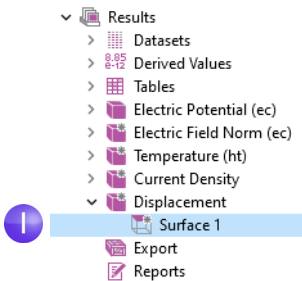 Results
Datasets
8.85
e-12 Derived Values
Tables
Electric Potential (ec)
Electric Field Norm (ec)
Temperature (ht)
Current Density
Displacement
Surface 1
Export
Reports